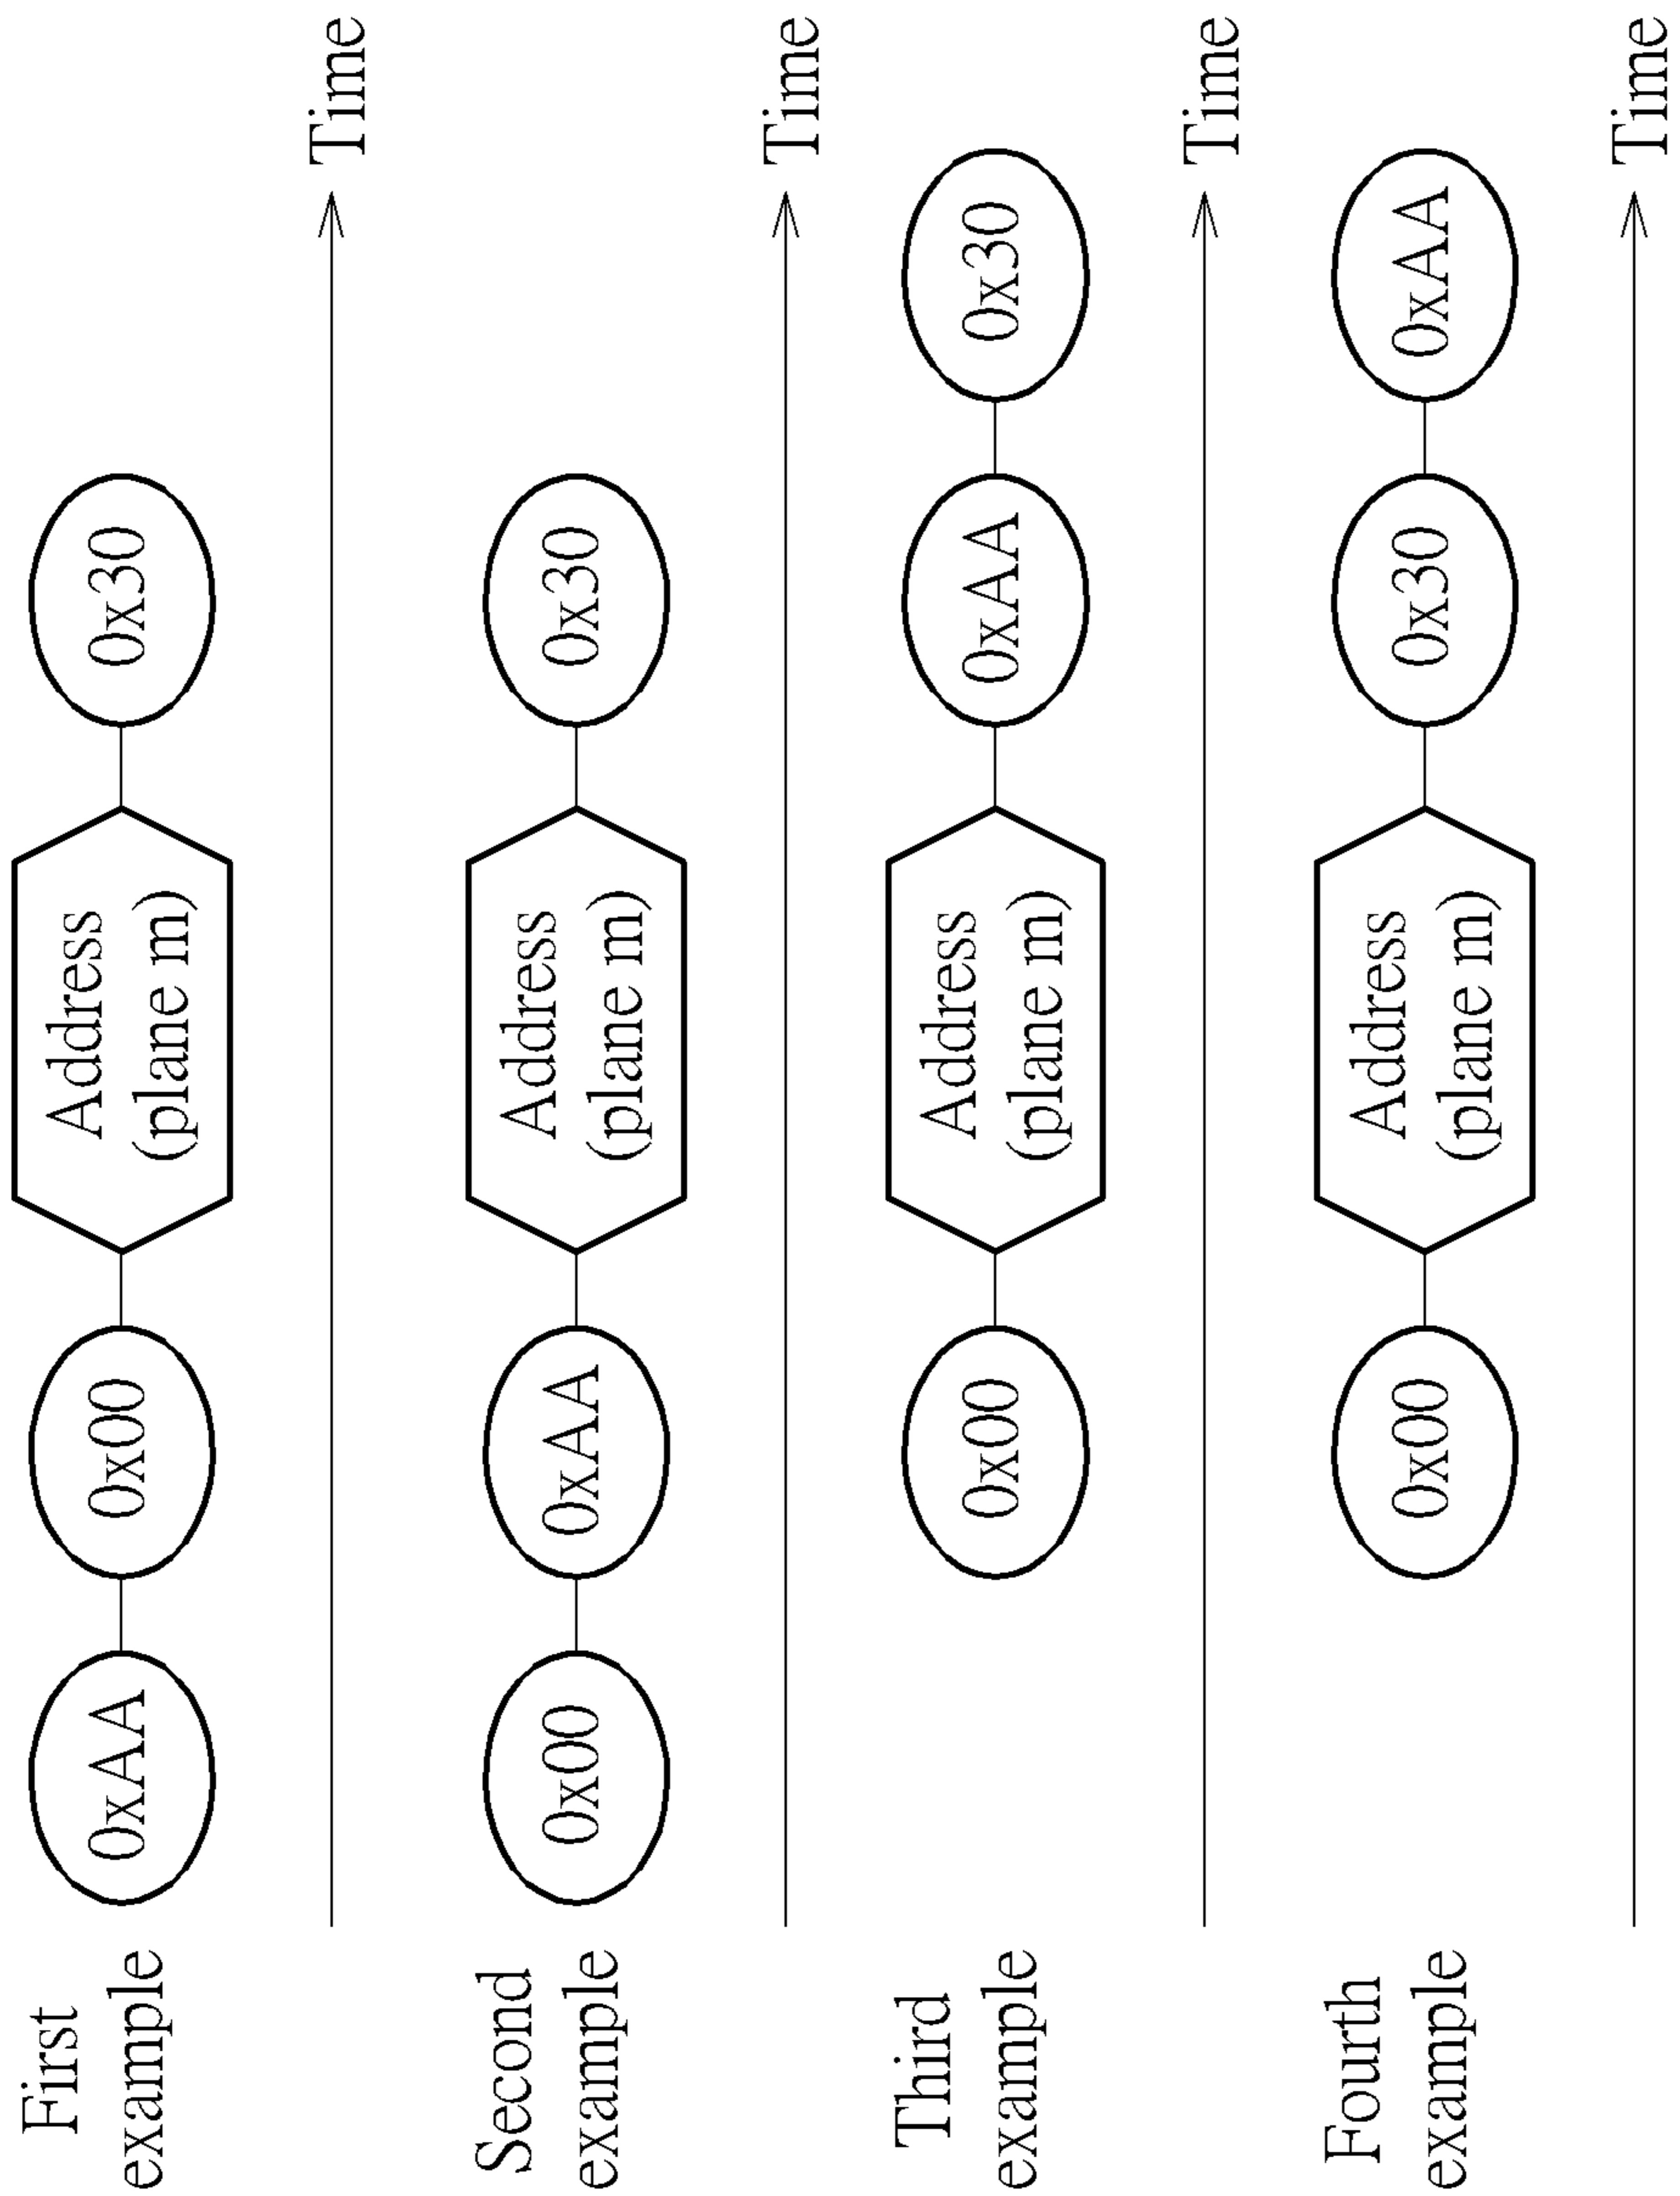 First
example
0xAA
0x00
Address
(plane m)
0x30
Time
Second
example
0x00
0xAA
Address
(plane m)
0x30
Time
Third
example
0x00
Address
(plane m)
0xAA
0x30
Time
Fourth
example
0x00
Address
(plane m)
0x30
0xAA
Time